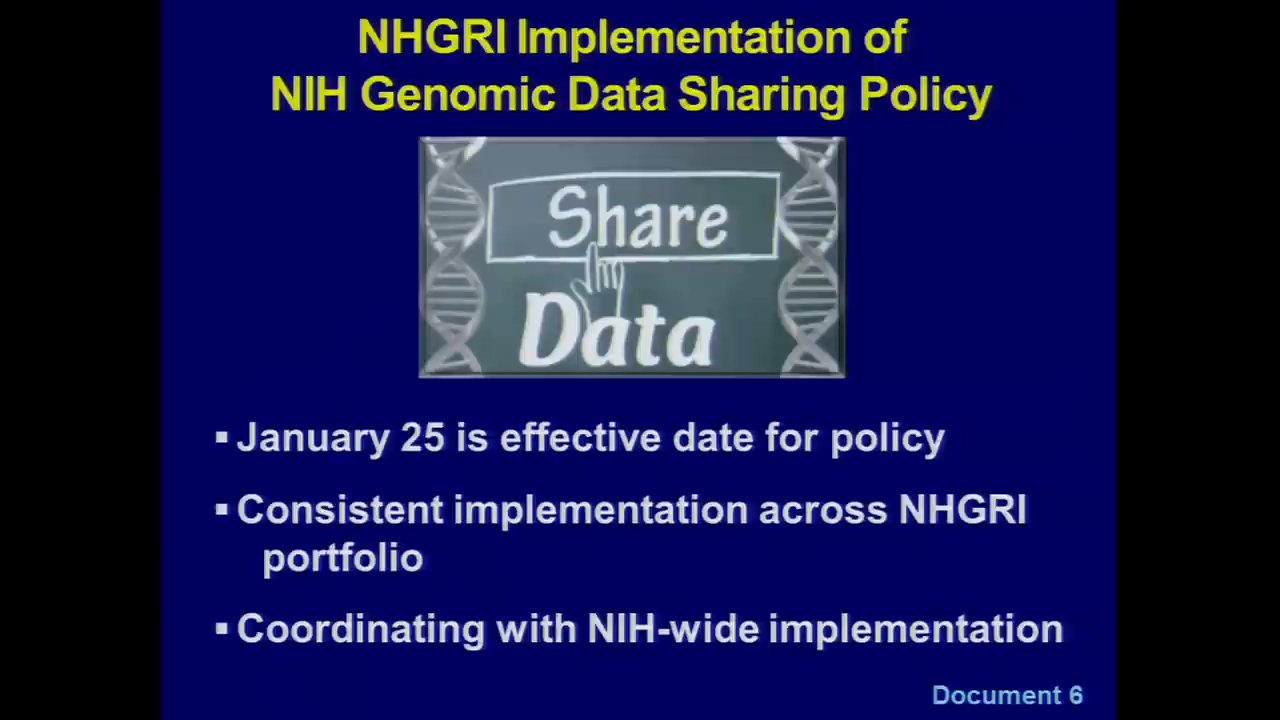 NHGRI Implementation of
NIH Genomic Data Sharing Policy
Share
Data
▪ January 25 is effective date for policy
▪ Consistent implementation across NHGRI
portfolio
▪ Coordinating with NIH-wide implementation
Document 6